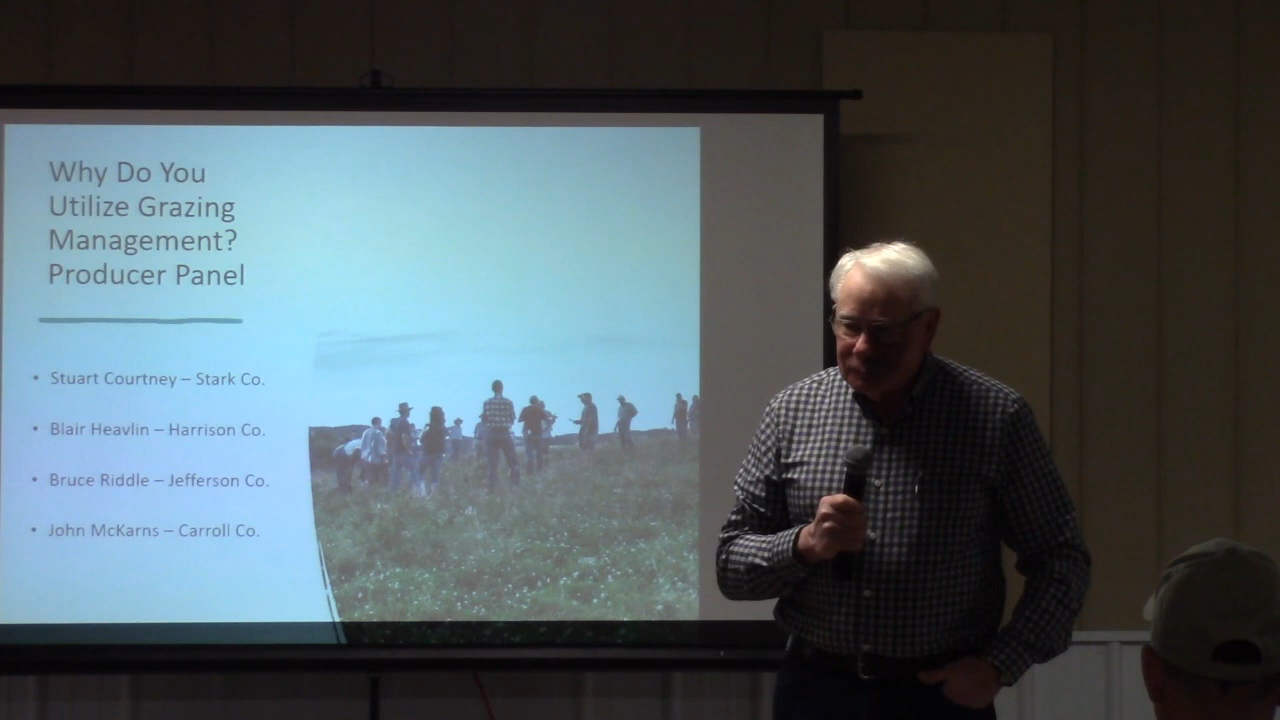 Why Do You
Utilize Grazing
Management?
Producer Panel
• Stuart Courtney – Stark Co.
• Blair Heavlin – Harrison Co.
• Bruce Riddle – Jefferson Co.
• John McKarns – Carroll Co.